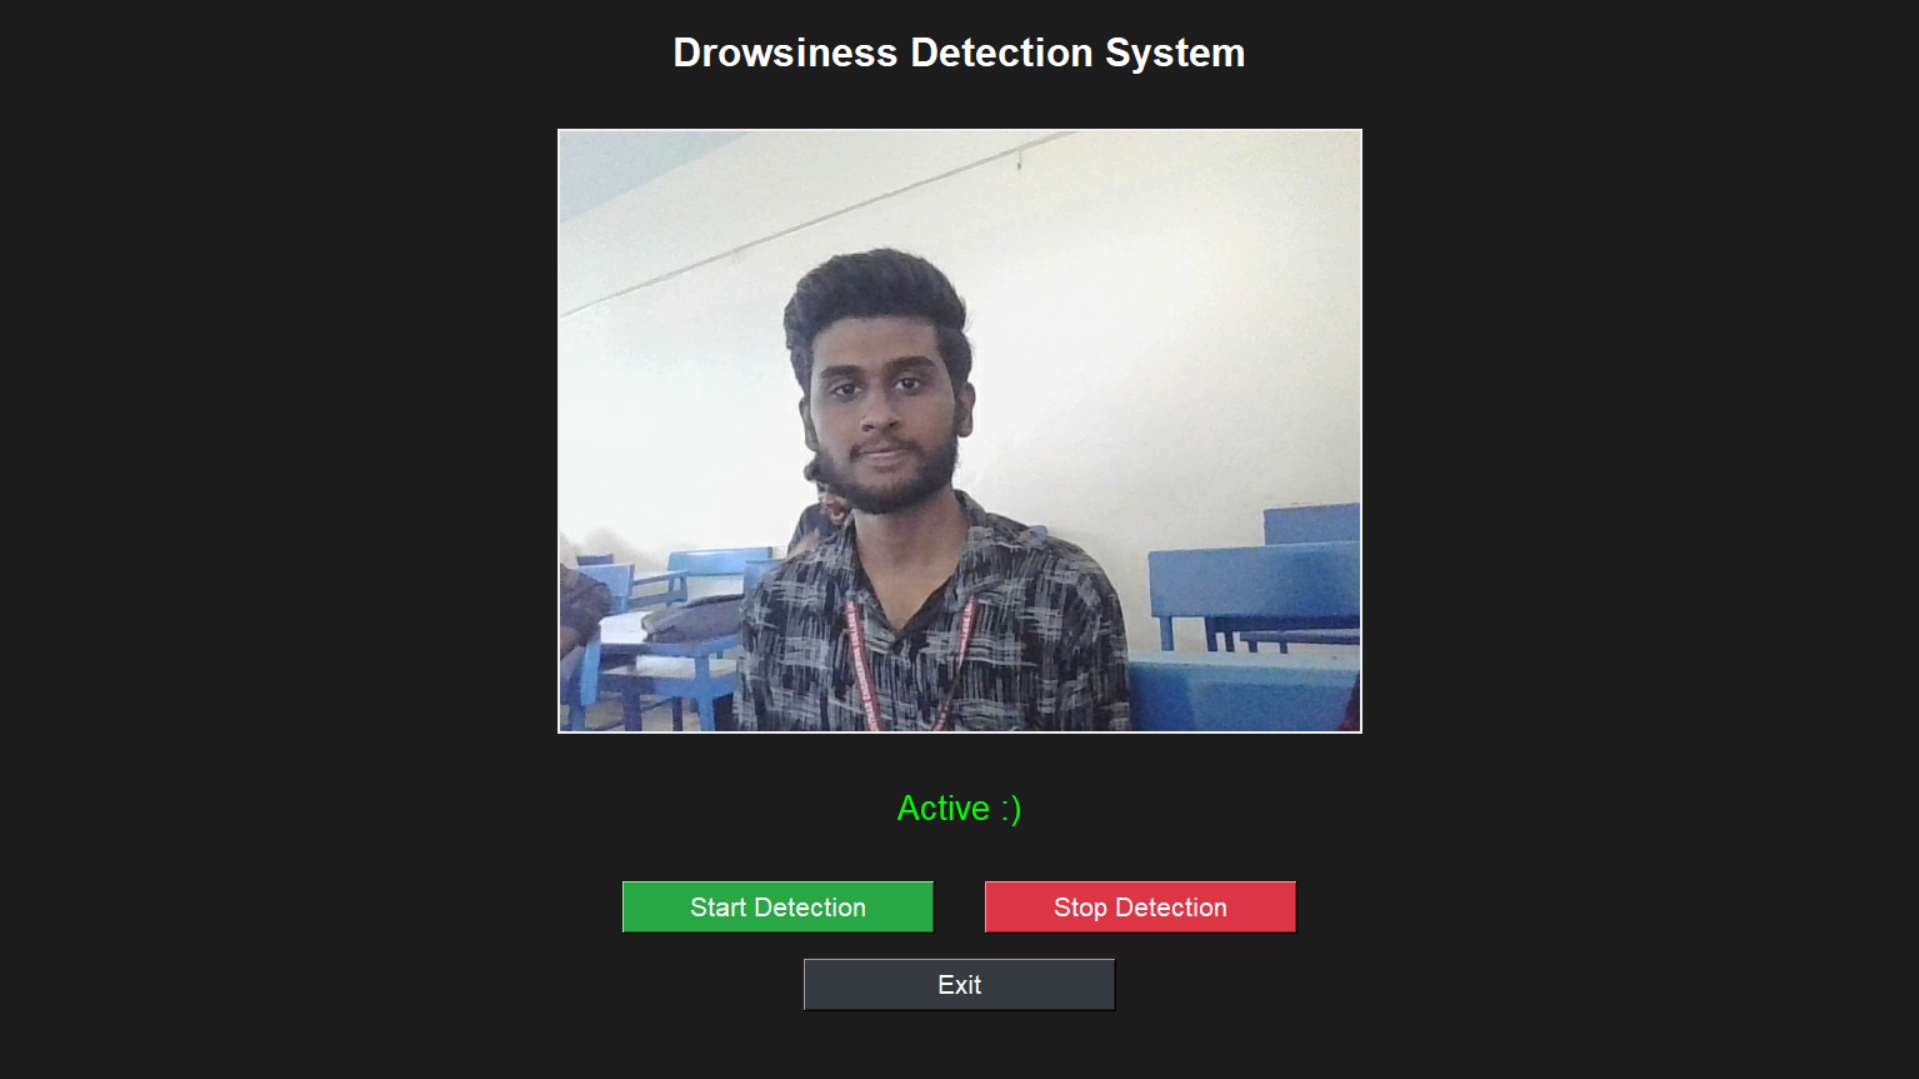 Drowsiness Detection System
Active :)
Start Detection
Stop Detection
Exit